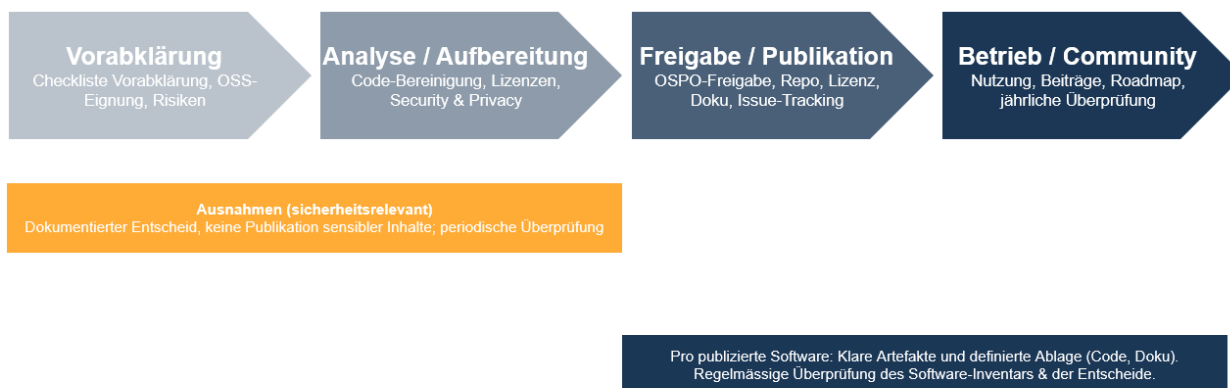 Vorabklärung
Checkliste Vorabklärung, OSS-
Eignung, Risiken
Analyse / Aufbereitung
Code-Bereinigung, Lizenzen,
Security & Privacy
Freigabe / Publikation
OSPO-Freigabe, Repo, Lizenz,
Doku, Issue-Tracking
Betrieb / Community
Nutzung, Beiträge, Roadmap,
jährliche Überprüfung
Ausnahmen (sicherheitsrelevant)
Dokumentierter Entscheid, keine Publikation sensibler Inhalte; periodische Überprüfung
Pro publizierte Software: Klare Artefakte und definierte Ablage (Code, Doku).
Regelmässige Überprüfung des Software-Inventars & der Entscheide.